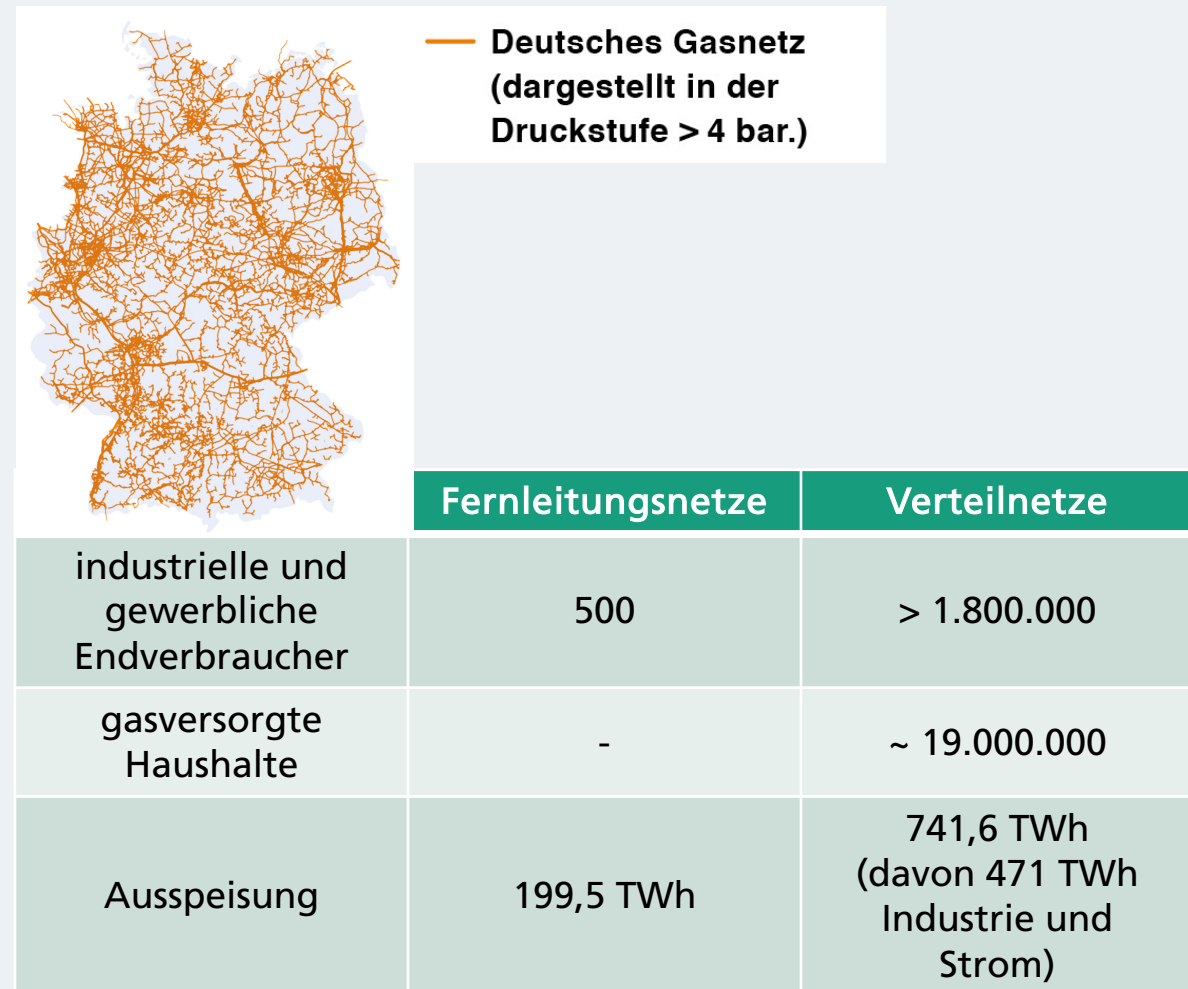 Deutsches Gasnetz
(dargestellt in der
Druckstufe > 4 bar.)
Fernleitungsnetze
Verteilnetze
industrielle und
gewerbliche
Endverbraucher
500
> 1.800.000
gasversorgte
Haushalte
-
~ 19.000.000
Ausspeisung
199,5 TWh
741,6 TWh
(davon 471 TWh
Industrie und
Strom)